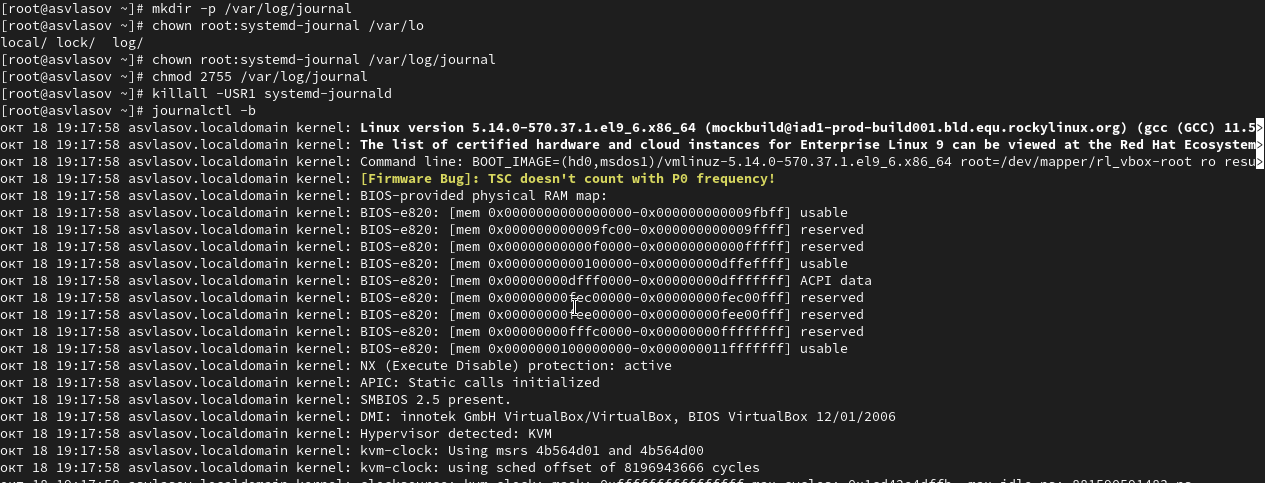 [root@asvlasov ~]# mkdir -p /var/log/journal
[root@asvlasov ~]# chown root:systemd-journal /var/lo
local/ lock/  log/
[root@asvlasov ~]# chown root:systemd-journal /var/log/journal
[root@asvlasov ~]# chmod 2755 /var/log/journal
[root@asvlasov ~]# killall -USR1 systemd-journald
[root@asvlasov ~]# journalctl -b
окт 18 19:17:58 asvlasov.localdomain kernel: Linux version 5.14.0-570.37.1.el9_6.x86_64 (mockbuild@iad1-prod-build001.bld.equ.rockylinux.org) (gcc (GCC) 11.5>
окт 18 19:17:58 asvlasov.localdomain kernel: The list of certified hardware and cloud instances for Enterprise Linux 9 can be viewed at the Red Hat Ecosystem>
окт 18 19:17:58 asvlasov.localdomain kernel: Command line: BOOT_IMAGE=(hd0,msdos1)/vmlinuz-5.14.0-570.37.1.el9_6.x86_64 root=/dev/mapper/rl_vbox-root ro resu>
окт 18 19:17:58 asvlasov.localdomain kernel: [Firmware Bug]: TSC doesn't count with P0 frequency!
окт 18 19:17:58 asvlasov.localdomain kernel: BIOS-provided physical RAM map:
окт 18 19:17:58 asvlasov.localdomain kernel: BIOS-e820: [mem 0x0000000000000000-0x000000000009fbff] usable
окт 18 19:17:58 asvlasov.localdomain kernel: BIOS-e820: [mem 0x000000000009fc00-0x000000000009ffff] reserved
окт 18 19:17:58 asvlasov.localdomain kernel: BIOS-e820: [mem 0x00000000000f0000-0x00000000000fffff] reserved
окт 18 19:17:58 asvlasov.localdomain kernel: BIOS-e820: [mem 0x0000000000100000-0x00000000dffeffff] usable
окт 18 19:17:58 asvlasov.localdomain kernel: BIOS-e820: [mem 0x00000000dfff0000-0x00000000dfffffff] ACPI data
окт 18 19:17:58 asvlasov.localdomain kernel: BIOS-e820: [mem 0x00000000fec00000-0x00000000fec00fff] reserved
окт 18 19:17:58 asvlasov.localdomain kernel: BIOS-e820: [mem 0x00000000fee00000-0x00000000fee00fff] reserved
окт 18 19:17:58 asvlasov.localdomain kernel: BIOS-e820: [mem 0x00000000fffc0000-0x00000000ffffffff] reserved
окт 18 19:17:58 asvlasov.localdomain kernel: BIOS-e820: [mem 0x0000000100000000-0x000000011fffffff] usable
окт 18 19:17:58 asvlasov.localdomain kernel: NX (Execute Disable) protection: active
окт 18 19:17:58 asvlasov.localdomain kernel: APIC: Static calls initialized
окт 18 19:17:58 asvlasov.localdomain kernel: SMBIOS 2.5 present.
окт 18 19:17:58 asvlasov.localdomain kernel: DMI: innotek GmbH VirtualBox/VirtualBox, BIOS VirtualBox 12/01/2006
окт 18 19:17:58 asvlasov.localdomain kernel: Hypervisor detected: KVM
окт 18 19:17:58 asvlasov.localdomain kernel: kvm-clock: Using msrs 4b564d01 and 4b564d00
окт 18 19:17:58 asvlasov.localdomain kernel: kvm-clock: using sched offset of 8196943666 cycles